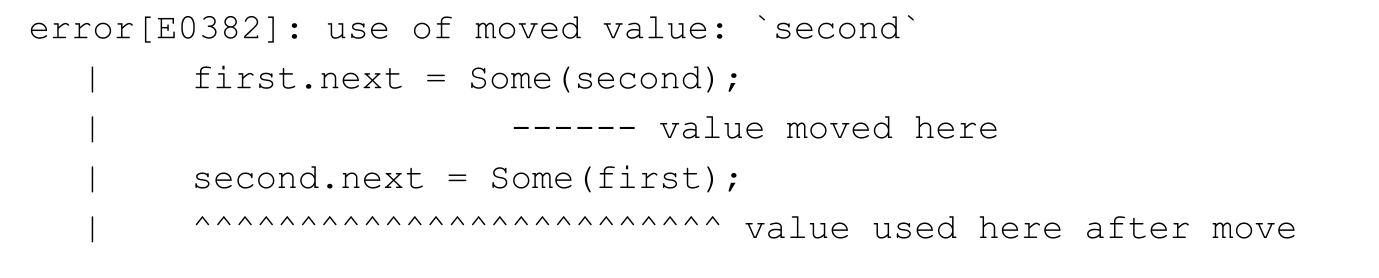 error[E0382]: use of moved value: `second`
   |    first.next = Some(second);
   |                   ------ value moved here
   |    second.next = Some(first);
   |    ^^^^^^^^^^^^^^^^^^^^^^^^^ value used here after move